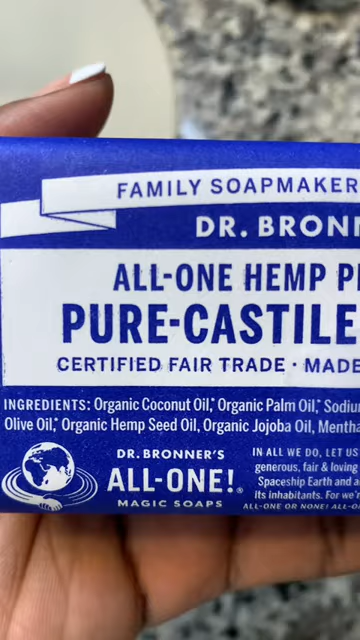 FAMILY SOAPMAKER
DR. BRON
ALL-ONE HEMP P
PURE-CASTILE
CERTIFIED FAIR TRADE · MADE
INGREDIENTS: Organic Coconut Oil,* Organic Palm Oil,* Sodiu
Olive Oil,* Organic Hemp Seed Oil, Organic Jojoba Oil, Mentha
DR. BRONNER'S
ALL-ONE!®
MAGIC SOAPS
IN ALL WE DO, LET US
generous, fair & loving
Spaceship Earth and a
its inhabitants. For we'r
ALL-ONE OR NONE! ALL-O